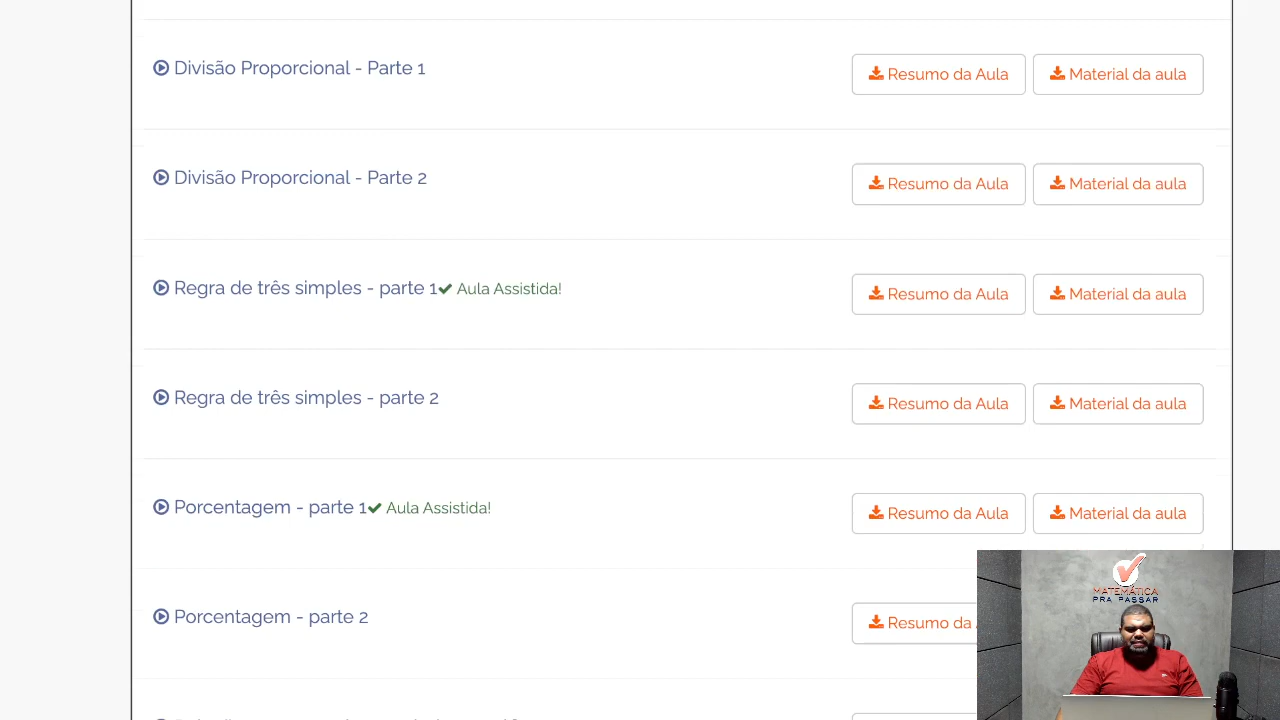 Divisão Proporcional - Parte 1
Resumo da Aula
Material da aula
Divisão Proporcional - Parte 2
Resumo da Aula
Material da aula
Regra de três simples - parte 1 Aula Assistida!
Resumo da Aula
Material da aula
Regra de três simples - parte 2
Resumo da Aula
Material da aula
Porcentagem - parte 1 Aula Assistida!
Resumo da Aula
Material da aula
Porcentagem - parte 2
Resumo da
MATEMÁTICA
PRA PASSAR